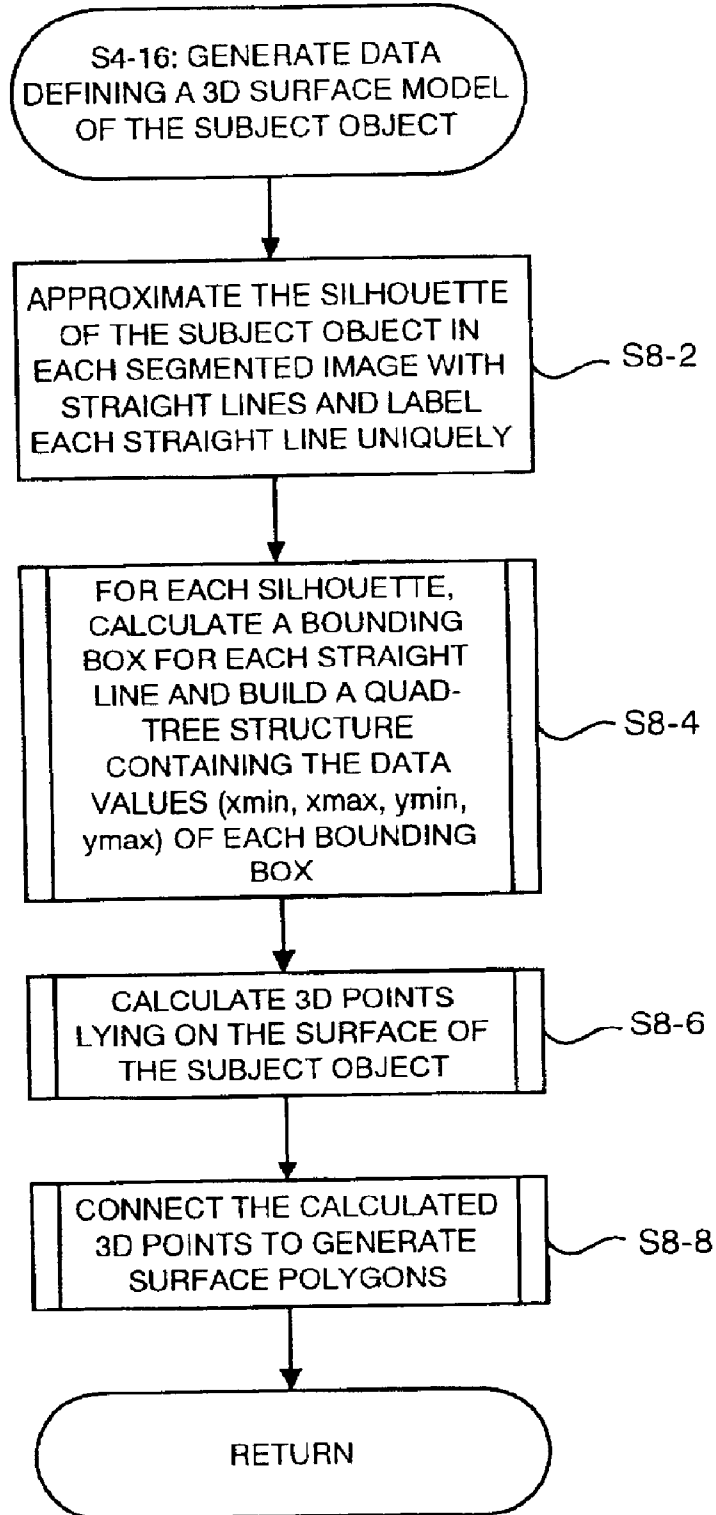 S4-16: GENERATE DATA
DEFINING A 3D SURFACE MODEL
OF THE SUBJECT OBJECT
APPROXIMATE THE SILHOUETTE
OF THE SUBJECT OBJECT IN
EACH SEGMENTED IMAGE WITH
STRAIGHT LINES AND LABEL
EACH STRAIGHT LINE UNIQUELY
S8-2
FOR EACH SILHOUETTE,
CALCULATE A BOUNDING
BOX FOR EACH STRAIGHT
LINE AND BUILD A QUAD-
TREE STRUCTURE
CONTAINING THE DATA
VALUES (xmin, xmax, ymin,
ymax) OF EACH BOUNDING
BOX
S8-4
CALCULATE 3D POINTS
LYING ON THE SURFACE OF
THE SUBJECT OBJECT
S8-6
CONNECT THE CALCULATED
3D POINTS TO GENERATE
SURFACE POLYGONS
S8-8
RETURN